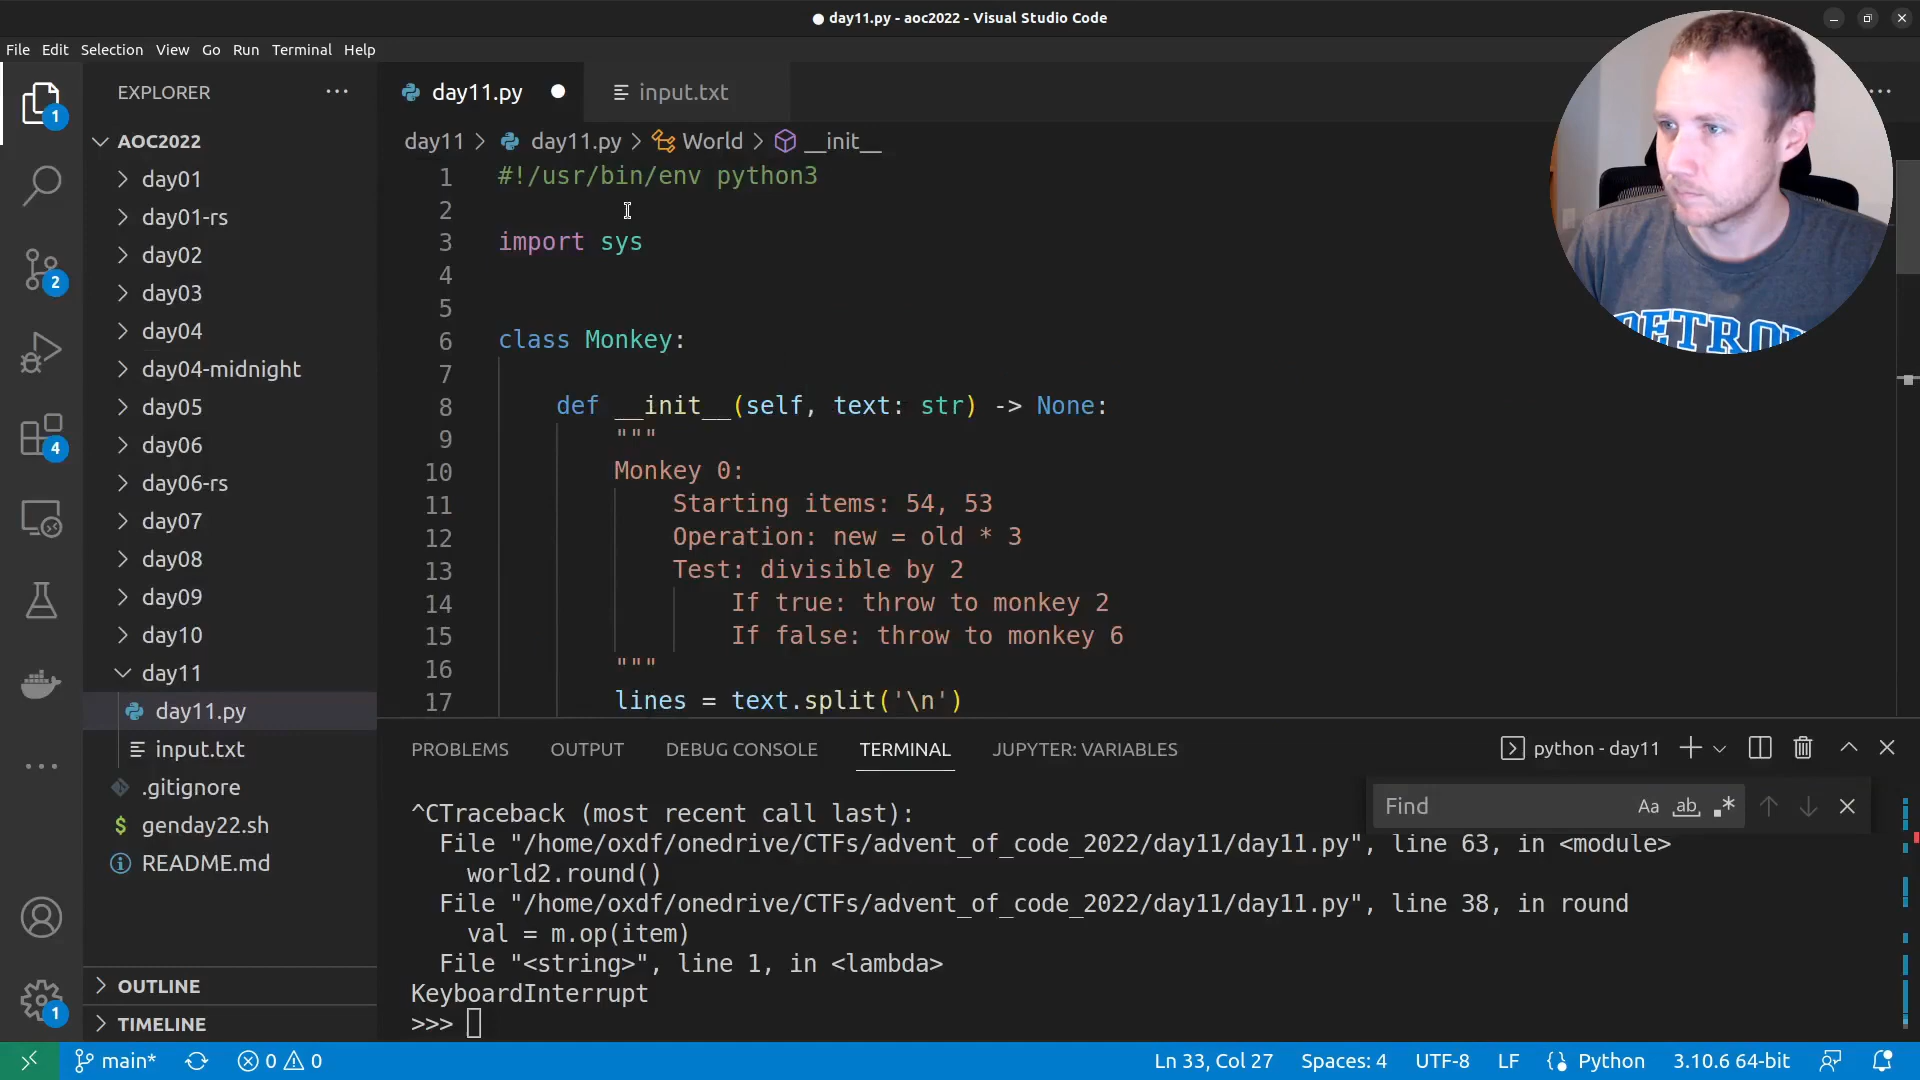 day11.py - aoc2022 - Visual Studio Code
File Edit Selection View Go Run Terminal Help
EXPLORER
day11.py
input.txt
day11 > day11.py > World > __init__
AOC2022
day01
day01-rs
day02
day03
day04
day04-midnight
day05
day06
day06-rs
day07
day08
day09
day10
day11
day11.py
input.txt
.gitignore
genday22.sh
README.md
OUTLINE
TIMELINE
1
2
4
1
1 #!/usr/bin/env python3
2
3 import sys
4
5
6 class Monkey:
7
8 def __init__(self, text: str) -> None:
9 """
10 Monkey 0:
11 Starting items: 54, 53
12 Operation: new = old * 3
13 Test: divisible by 2
14 If true: throw to monkey 2
15 If false: throw to monkey 6
16 """
17 lines = text.split('\n')
DETROIT
PROBLEMS OUTPUT DEBUG CONSOLE TERMINAL JUPYTER: VARIABLES
python - day11
Find
Aa ab .*
^CTraceback (most recent call last):
File "/home/oxdf/onedrive/CTFs/advent_of_code_2022/day11/day11.py", line 63, in <module>
world2.round()
File "/home/oxdf/onedrive/CTFs/advent_of_code_2022/day11/day11.py", line 38, in round
val = m.op(item)
File "<string>", line 1, in <lambda>
KeyboardInterrupt
>>>
main* 0 0 Ln 33, Col 27 Spaces: 4 UTF-8 LF Python 3.10.6 64-bit